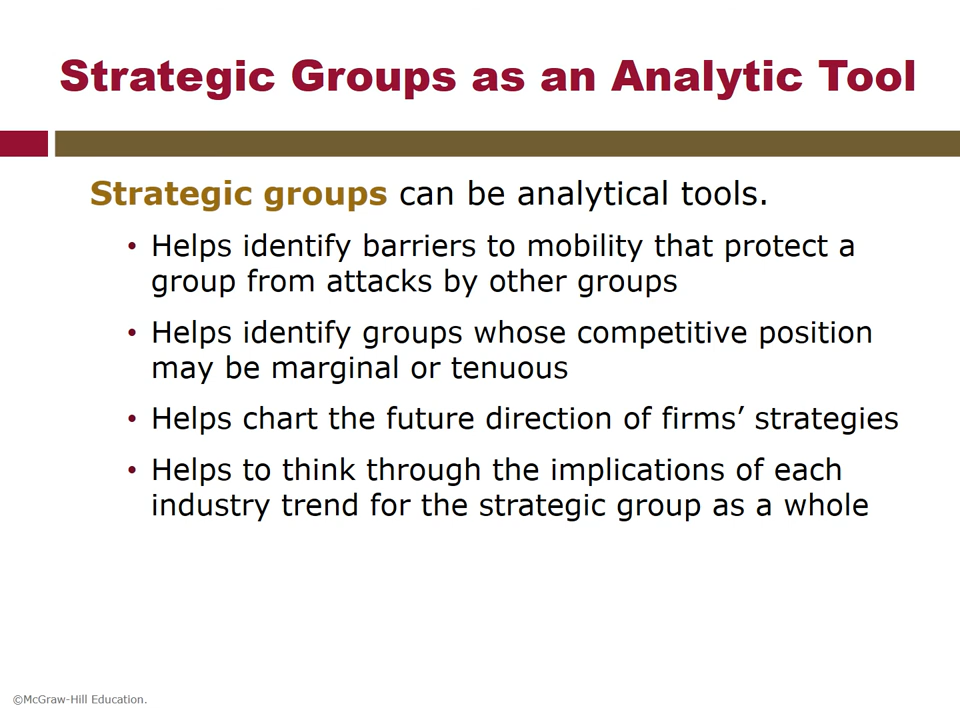 Strategic Groups as an Analytic Tool
Strategic groups can be analytical tools.
• Helps identify barriers to mobility that protect a
group from attacks by other groups
• Helps identify groups whose competitive position
may be marginal or tenuous
• Helps chart the future direction of firms’ strategies
• Helps to think through the implications of each
industry trend for the strategic group as a whole
©McGraw-Hill Education.